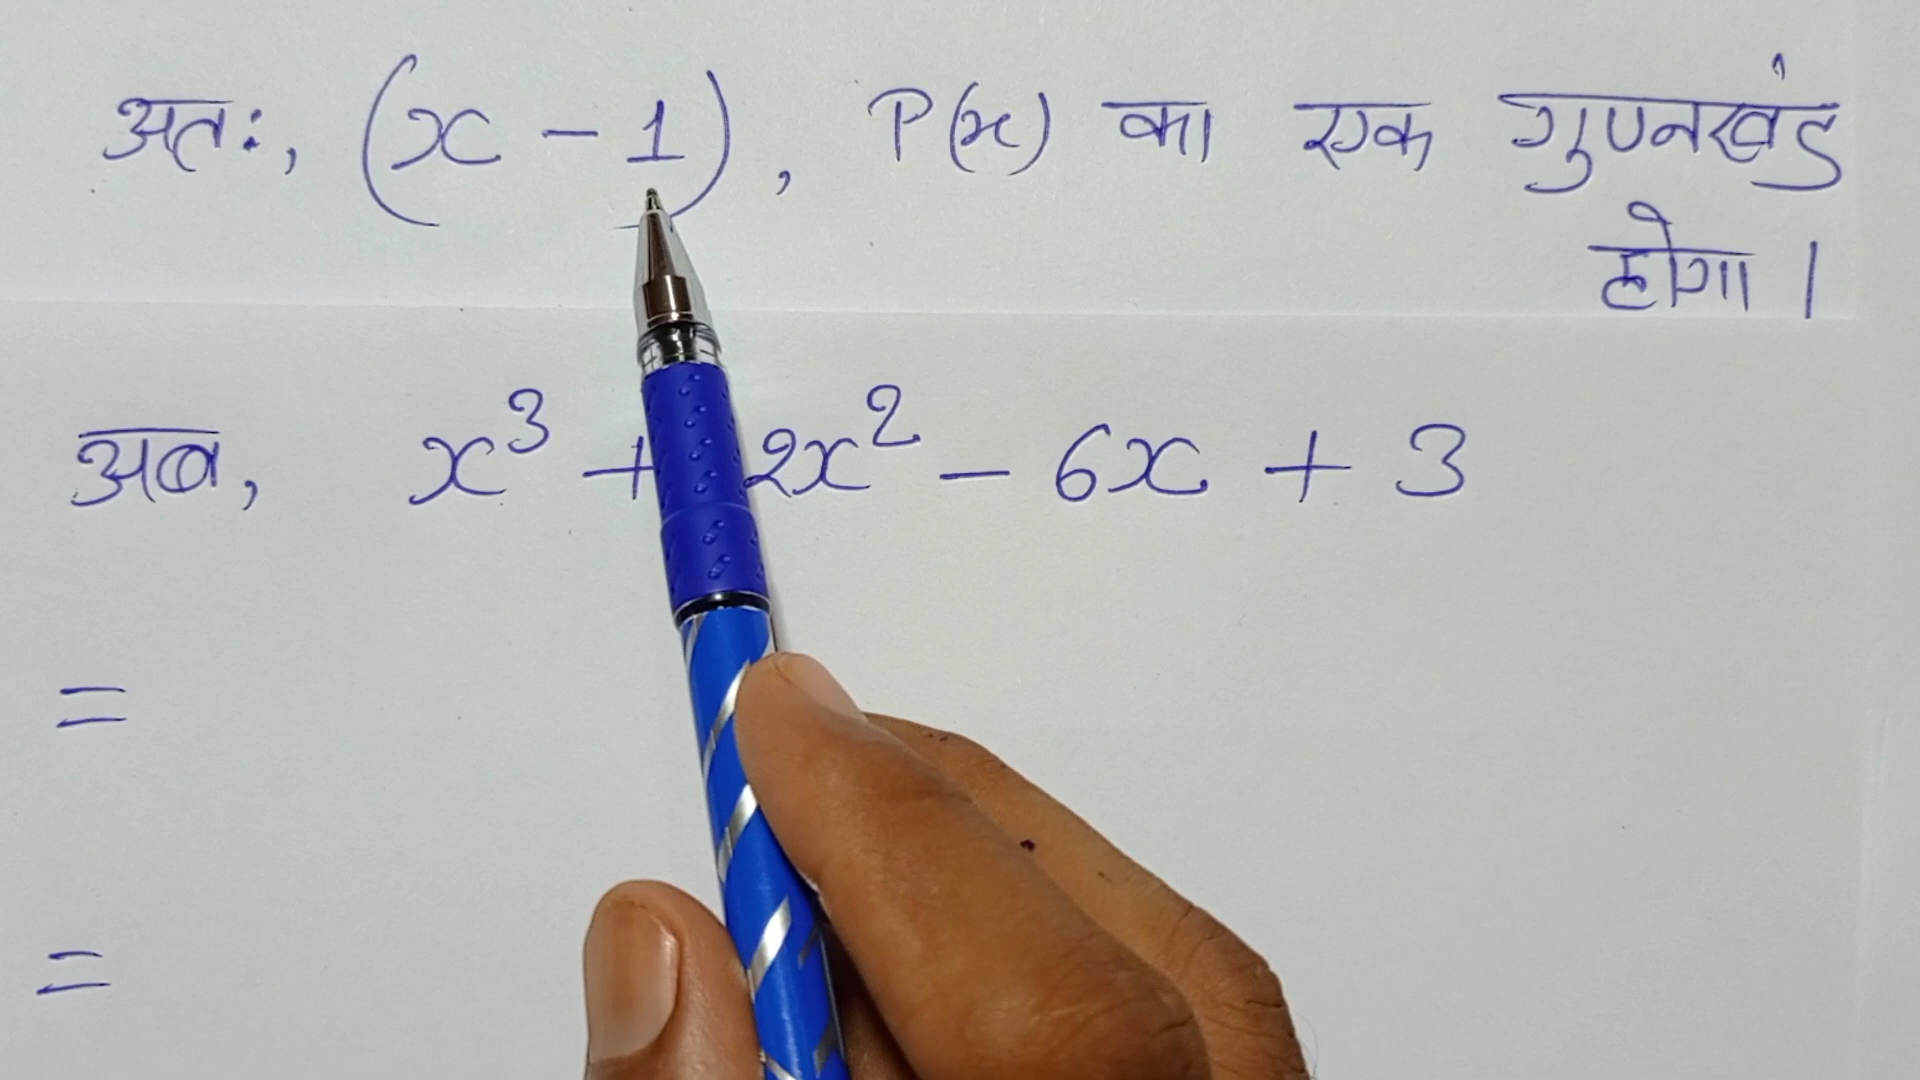 अतः, (x - 1), P(x) का एक गुणनखंड
होगा ।
अब, x³ + 2x² - 6x + 3
=
=